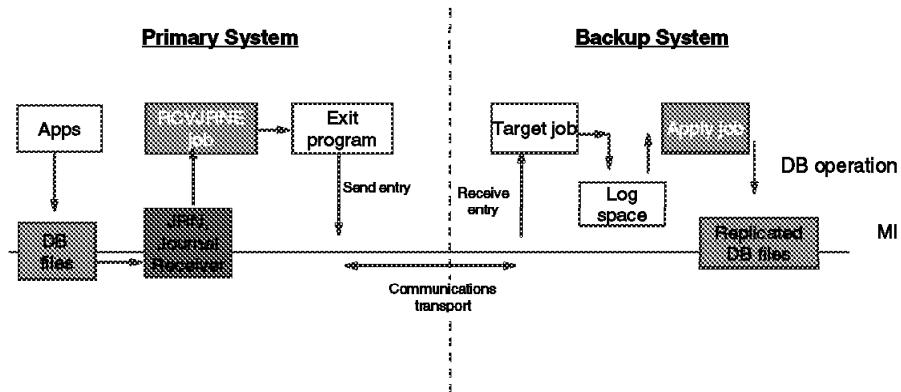 Primary System
Backup System
Apps
RCVJRNE
job
Exit
program
Target job
Apply job
DB operation
Send entry
Receive
entry
Log
space
DB
files
JRN,
Journal
Receiver
Replicated
DB files
MI
Communications
transport